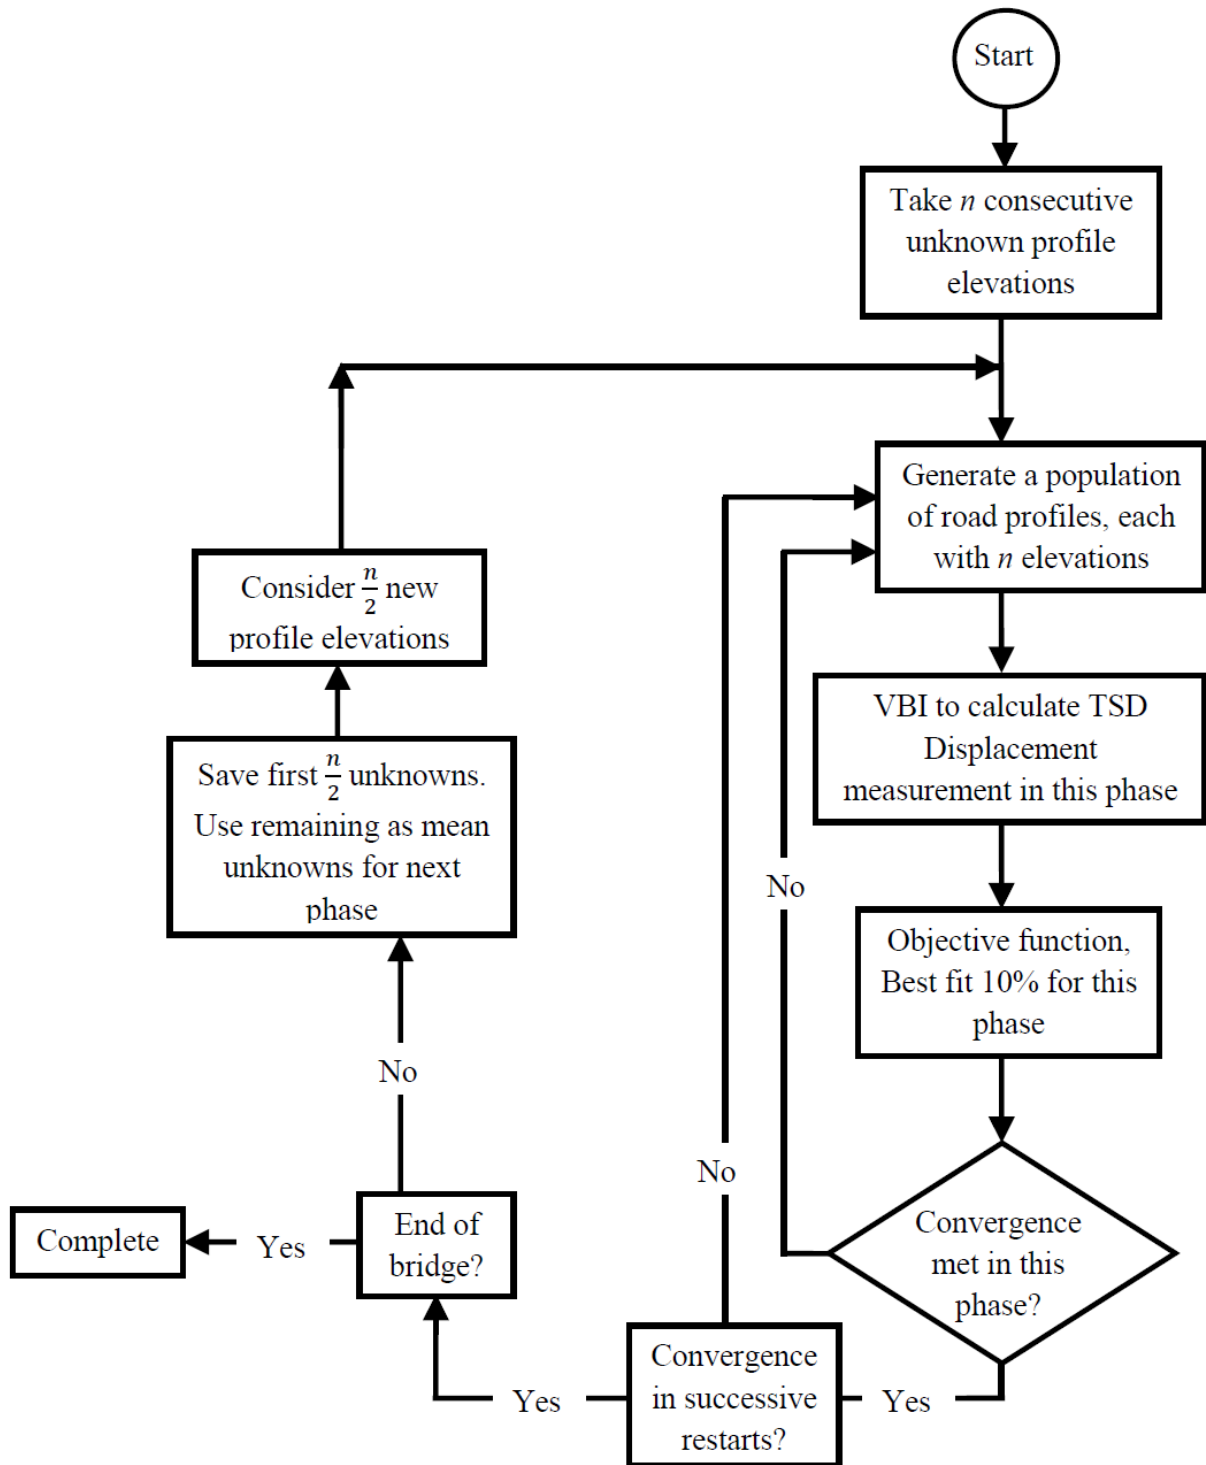 Start
Take n consecutive
unknown profile
elevations
Generate a population
of road profiles, each
with n elevations
Consider n/2 new
profile elevations
VBI to calculate TSD
Displacement
measurement in this phase
Save first n/2 unknowns.
Use remaining as mean
unknowns for next
phase
No
Objective function,
Best fit 10% for this
phase
No
No
Convergence
met in this
phase?
End of
bridge?
Yes
Complete
Convergence
in successive
restarts?
Yes
Yes